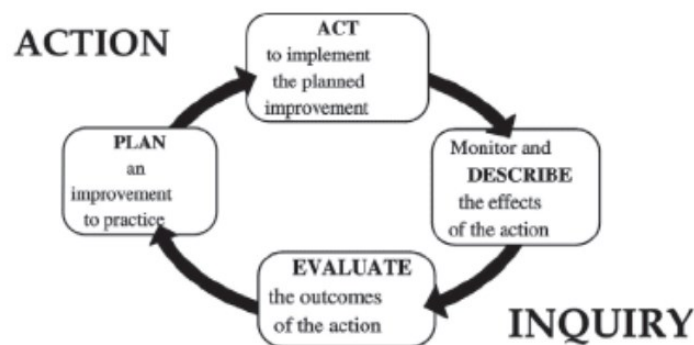 ACTION
ACT
to implement
the planned
improvement
PLAN
an
improvement
to practice
Monitor and
DESCRIBE
the effects
of the action
EVALUATE
the outcomes
of the action
INQUIRY